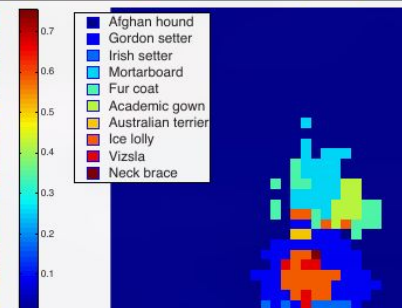 0.7
0.6
0.5
0.4
0.3
0.2
0.1
Afghan hound
Gordon setter
Irish setter
Mortarboard
Fur coat
Academic gown
Australian terrier
Ice lolly
Vizsla
Neck brace